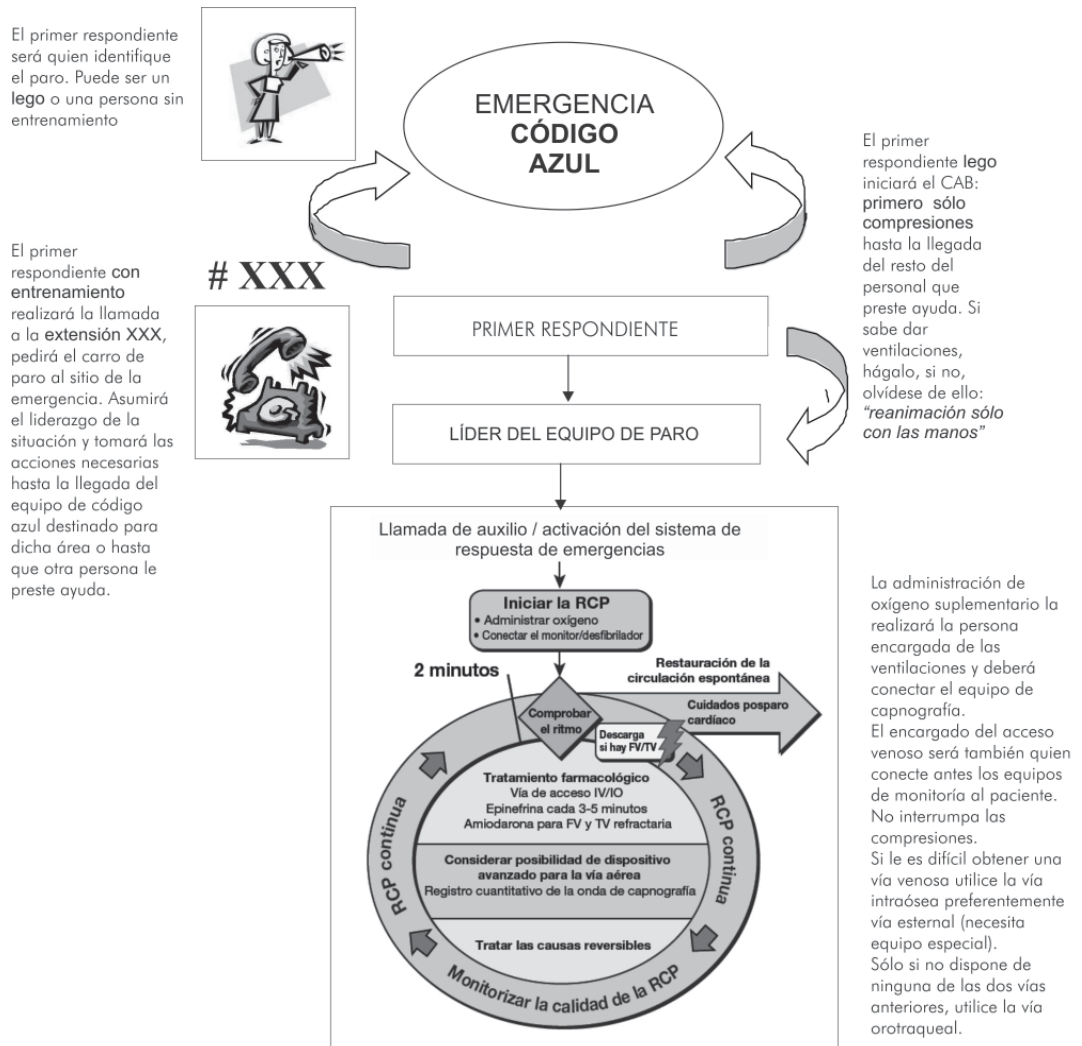 El primer respondiente
será quien identifique
el paro. Puede ser un
lego o una persona sin
entrenamiento
EMERGENCIA
CÓDIGO
AZUL
El primer
respondiente lego
iniciará el CAB:
primero sólo
compresiones
hasta la llegada
del resto del
personal que
preste ayuda. Si
sabe dar
ventilaciones,
hágalo, si no,
olvídese de ello:
“reanimación sólo
con las manos”
El primer
respondiente con
entrenamiento
realizará la llamada
a la extensión XXX,
pedirá el carro de
paro al sitio de la
emergencia. Asumirá
el liderazgo de la
situación y tomará las
acciones necesarias
hasta la llegada del
equipo de código
azul destinado para
dicha área o hasta
que otra persona le
preste ayuda.
# XXX
PRIMER RESPONDIENTE
LÍDER DEL EQUIPO DE PARO
Llamada de auxilio / activación del sistema de
respuesta de emergencias
Iniciar la RCP
• Administrar oxígeno
• Conectar el monitor/desfibrilador
2 minutos
Comprobar
el ritmo
Restauración de la
circulación espontánea
Cuidados posparo
cardíaco
Descarga
si hay FV/TV
Tratamiento farmacológico
Vía de acceso IV/IO
Epinefrina cada 3-5 minutos
Amiodarona para FV y TV refractaria
Considerar posibilidad de dispositivo
avanzado para la vía aérea
Registro cuantitativo de la onda de capnografía
Tratar las causas reversibles
RCP continua
RCP continua
Monitorizar la calidad de la RCP
La administración de
oxígeno suplementario la
realizará la persona
encargada de las
ventilaciones y deberá
conectar el equipo de
capnografía.
El encargado del acceso
venoso será también quien
conecte antes los equipos
de monitoría al paciente.
No interrumpa las
compresiones.
Si le es difícil obtener una
vía venosa utilice la vía
intraósea preferentemente
vía esternal (necesita
equipo especial).
Sólo si no dispone de
ninguna de las dos vías
anteriores, utilice la vía
orotraqueal.